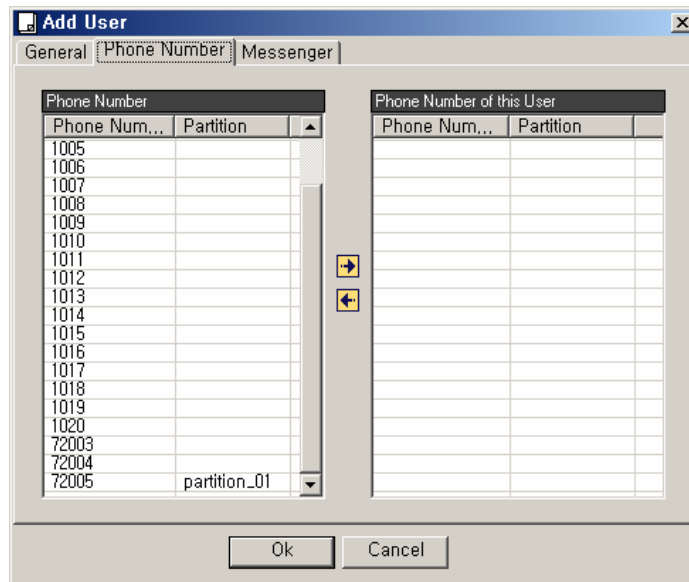 Add User
General Phone Number Messenger
Phone Number
Phone Num... Partition
1005
1006
1007
1008
1009
1010
1011
1012
1013
1014
1015
1016
1017
1018
1019
1020
72003
72004
72005 partition_01
Phone Number of this User
Phone Num... Partition
Ok Cancel